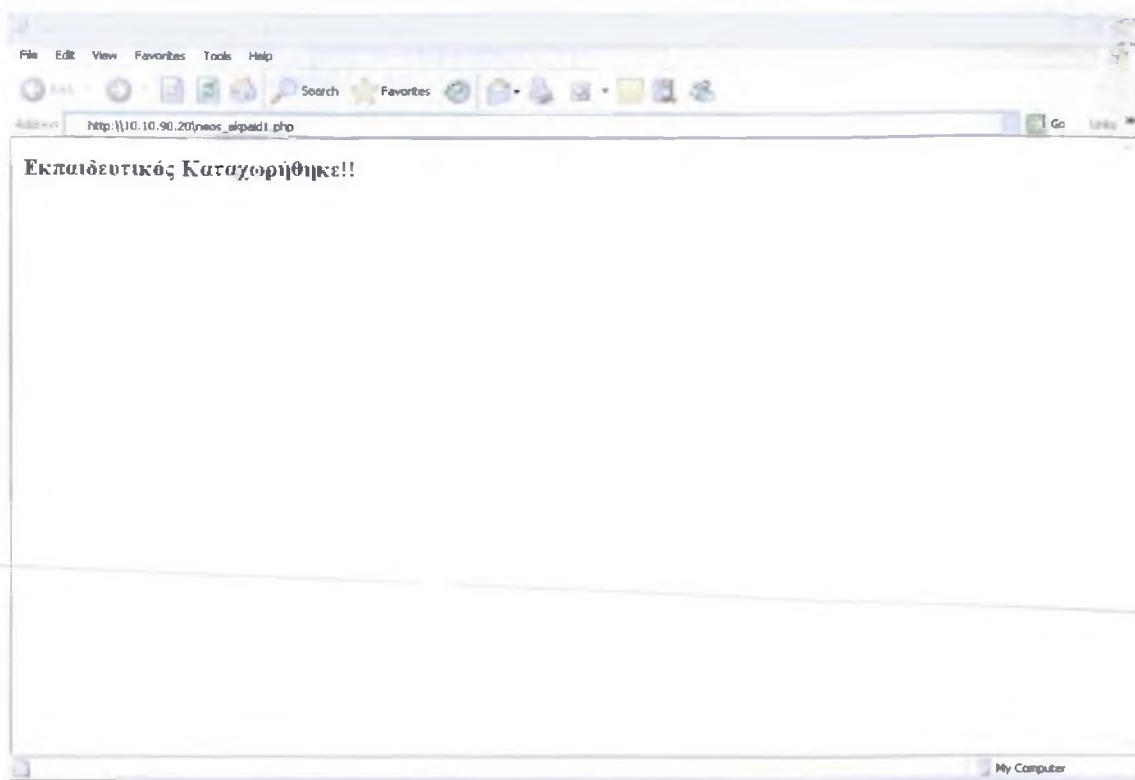 File Edit View Favorites Tools Help
Search Favorites
http:\\10.10.90.20\neos_ekpaid1.php Go Links »
Εκπαιδευτικός Καταχωρήθηκε!!
My Computer